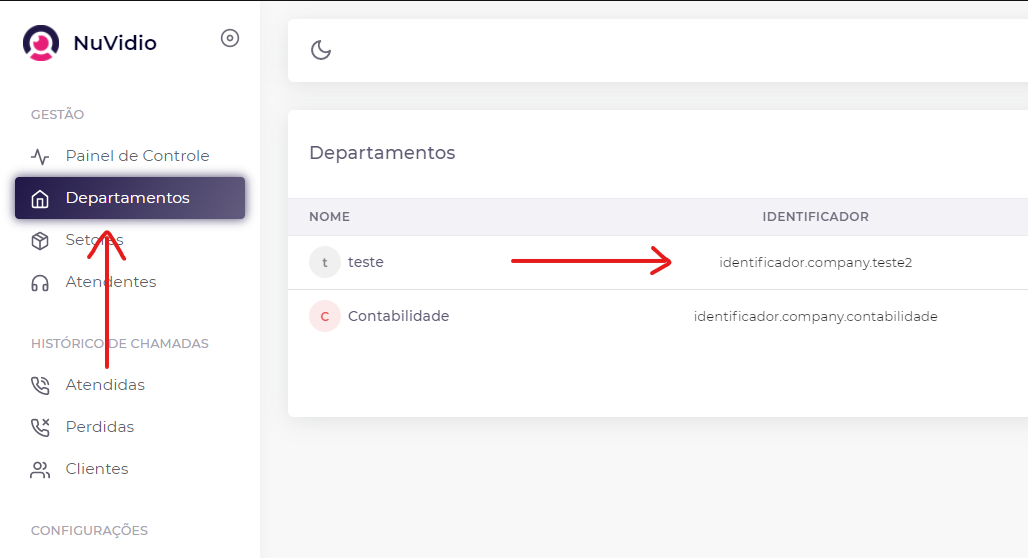 NuVidio
GESTÃO
Painel de Controle
Departamentos
Setores
Atendentes
HISTÓRICO DE CHAMADAS
Atendidas
Perdidas
Clientes
CONFIGURAÇÕES
Departamentos
NOME IDENTIFICADOR
t teste identificador.company.teste2
C Contabilidade identificador.company.contabilidade